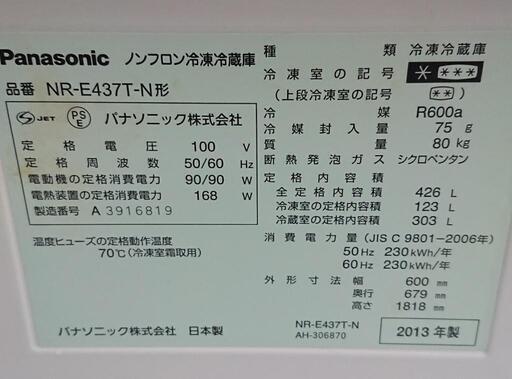 Panasonic ノンフロン冷凍冷蔵庫
品番 NR-E437T-N形
JET PSE パナソニック株式会社
定格電圧 100 V
定格周波数 50/60 Hz
電動機の定格消費電力 90/90 W
電熱装置の定格消費電力 168 W
製造番号 A 3916819
温度ヒューズの定格動作温度
70℃(冷凍室霜取用)
パナソニック株式会社 日本製
種類 冷凍冷蔵庫
冷凍室の記号 * ***
(上段冷凍室の記号 **)
冷媒 R600a
冷媒封入量 75 g
質量 80 kg
断熱発泡ガス シクロペンタン
定格内容積
全定格内容積 426 L
冷凍室の定格内容積 123 L
冷蔵室の定格内容積 303 L
消費電力量(JIS C 9801-2006年)
50Hz 230kWh/年
60Hz 230kWh/年
外形寸法 幅 600 mm
奥行 679 mm
高さ 1818 mm
NR-E437T-N
AH-306870
2013年製